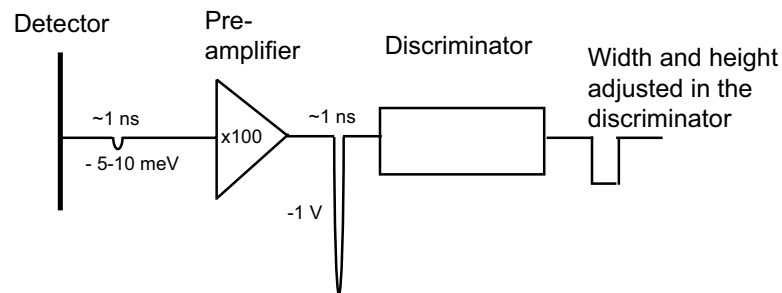 Detector
Pre-
amplifier
Discriminator
Width and height
adjusted in the
discriminator
~1 ns
~1 ns
x100
- 5-10 meV
-1 V